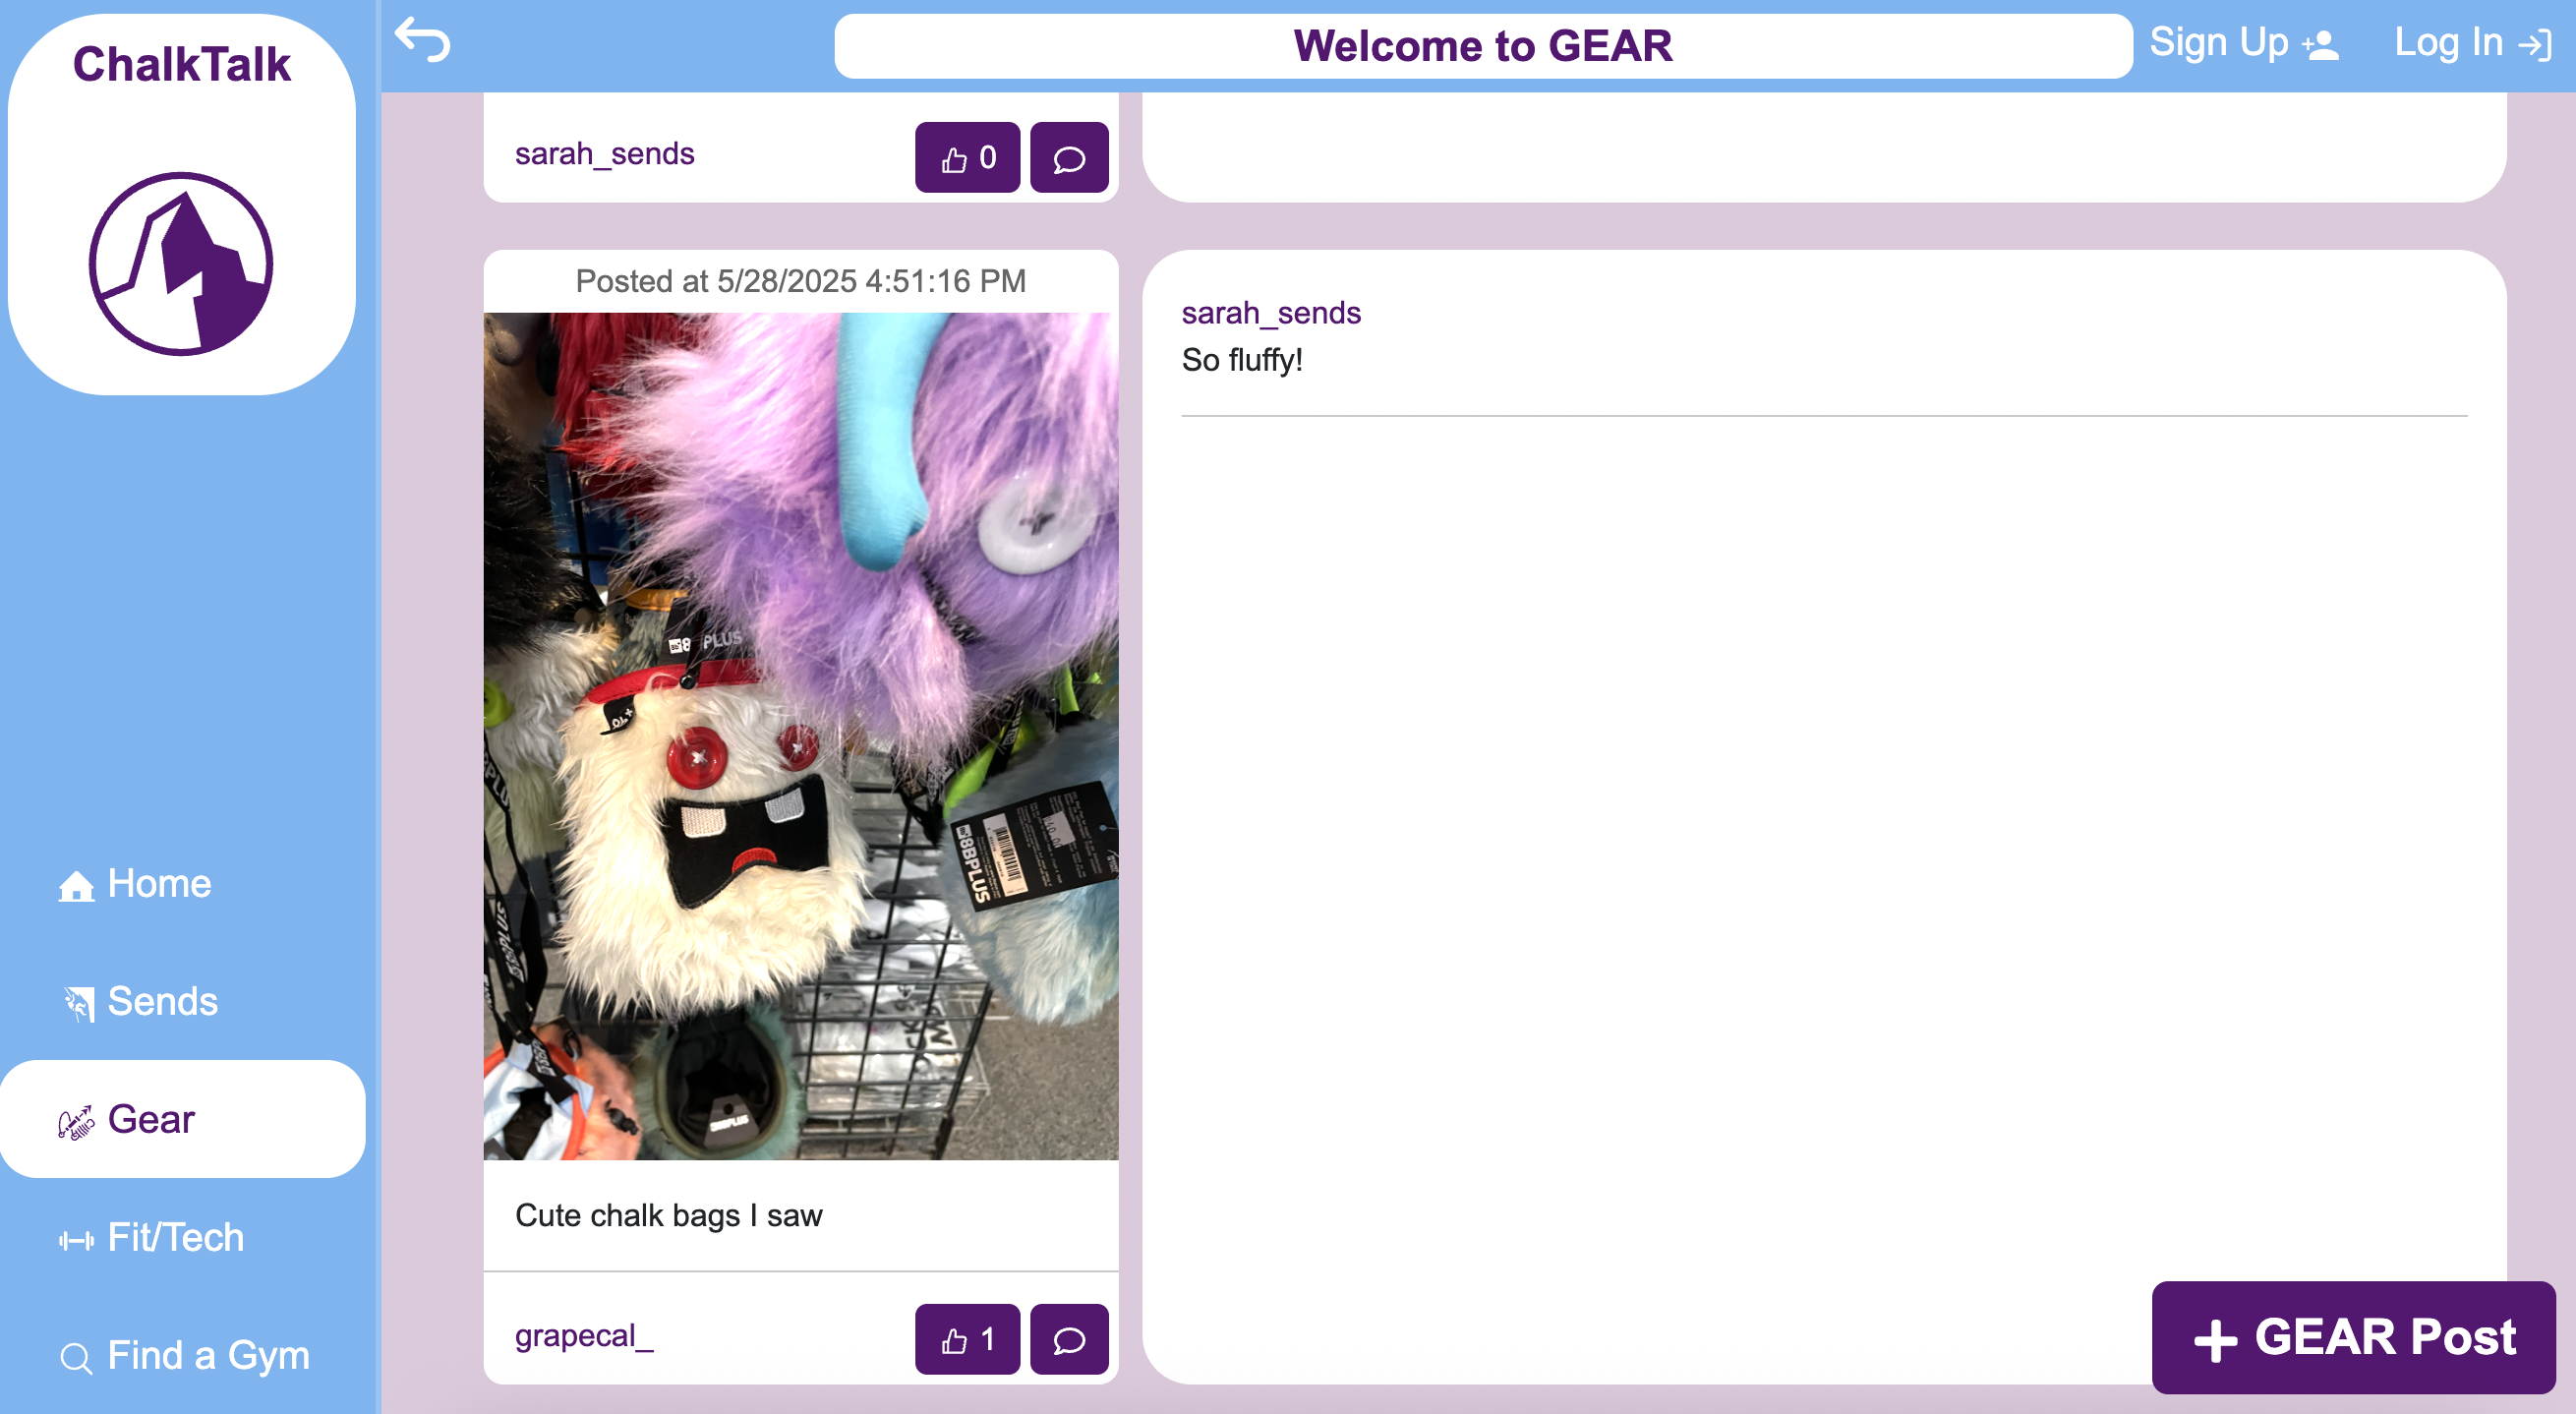 ChalkTalk
Welcome to GEAR
Sign Up
Log In
sarah_sends
0
Posted at 5/28/2025 4:51:16 PM
sarah_sends
So fluffy!
PLUS
8BPLUS
Cute chalk bags I saw
grapecal_
1
Home
Sends
Gear
Fit/Tech
Find a Gym
GEAR Post